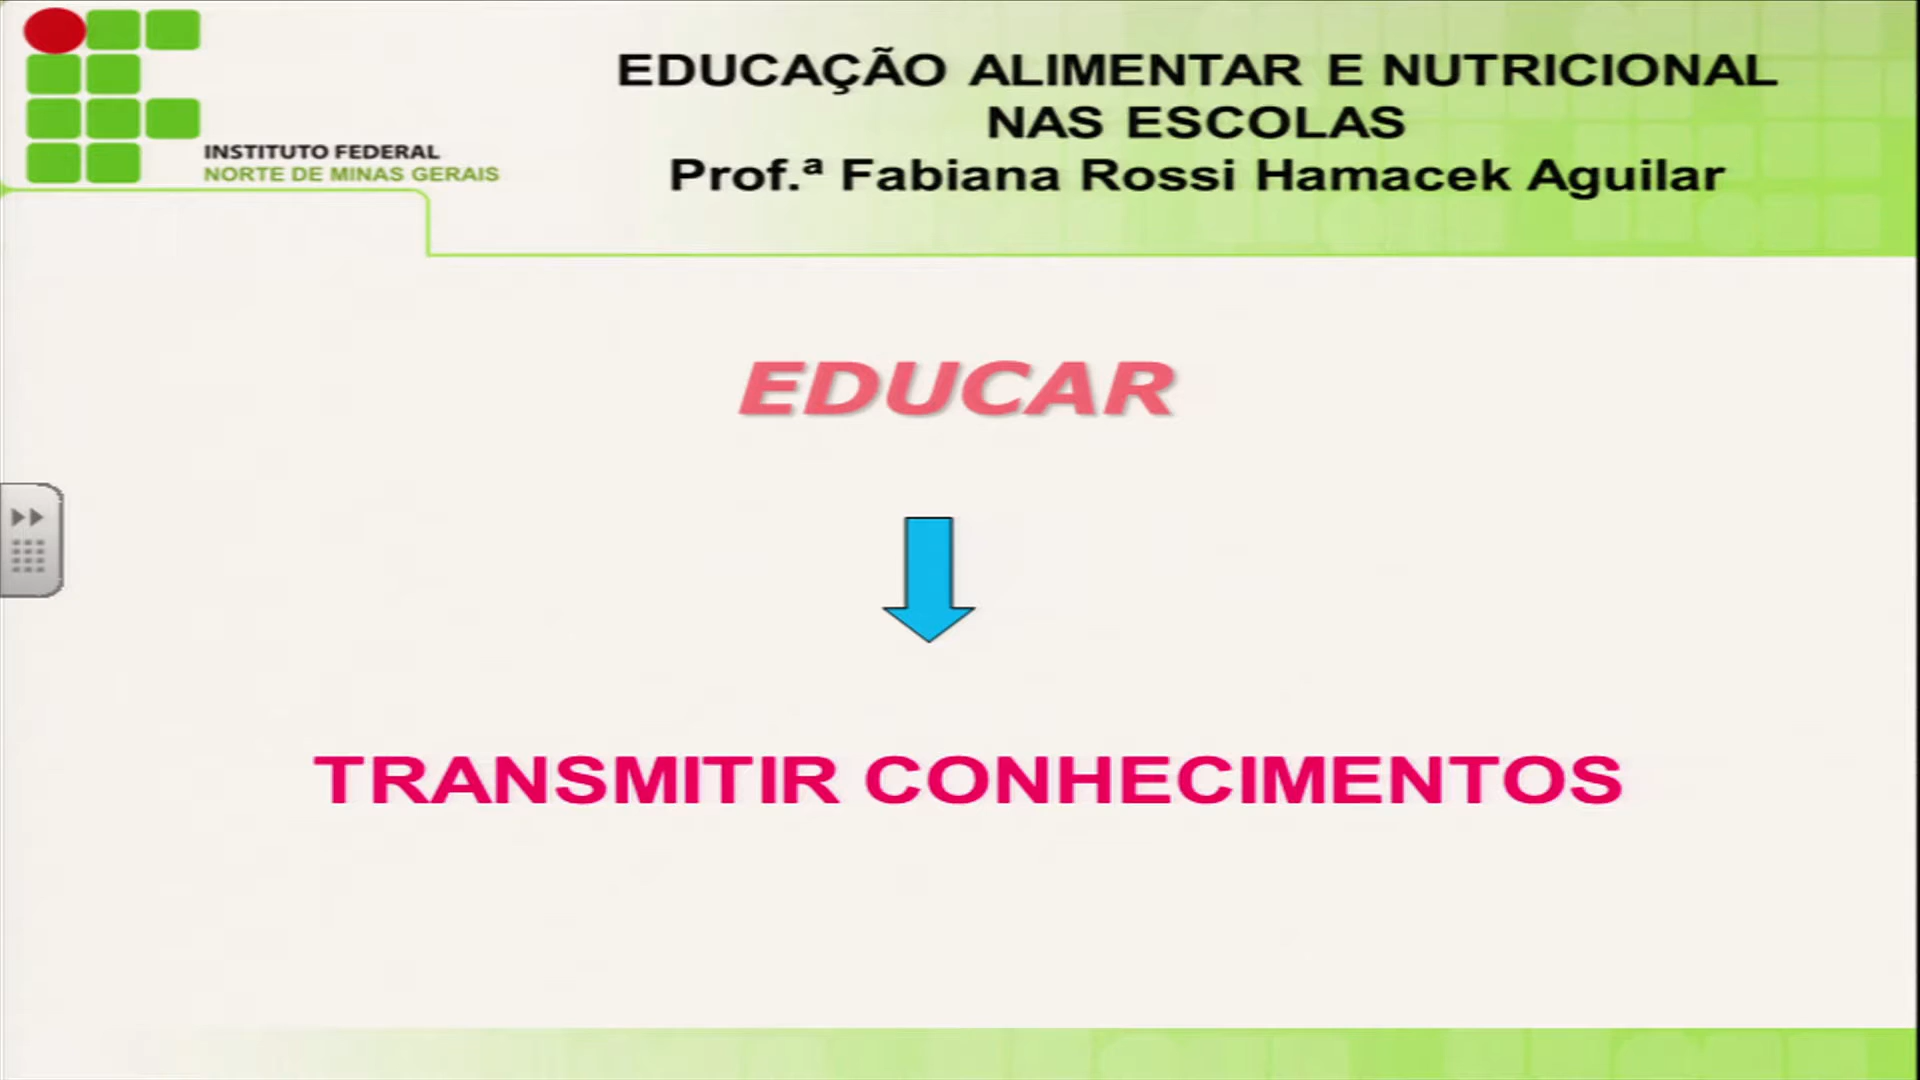 INSTITUTO FEDERAL
NORTE DE MINAS GERAIS
EDUCAÇÃO ALIMENTAR E NUTRICIONAL
NAS ESCOLAS
Prof.ª Fabiana Rossi Hamacek Aguilar
EDUCAR
TRANSMITIR CONHECIMENTOS